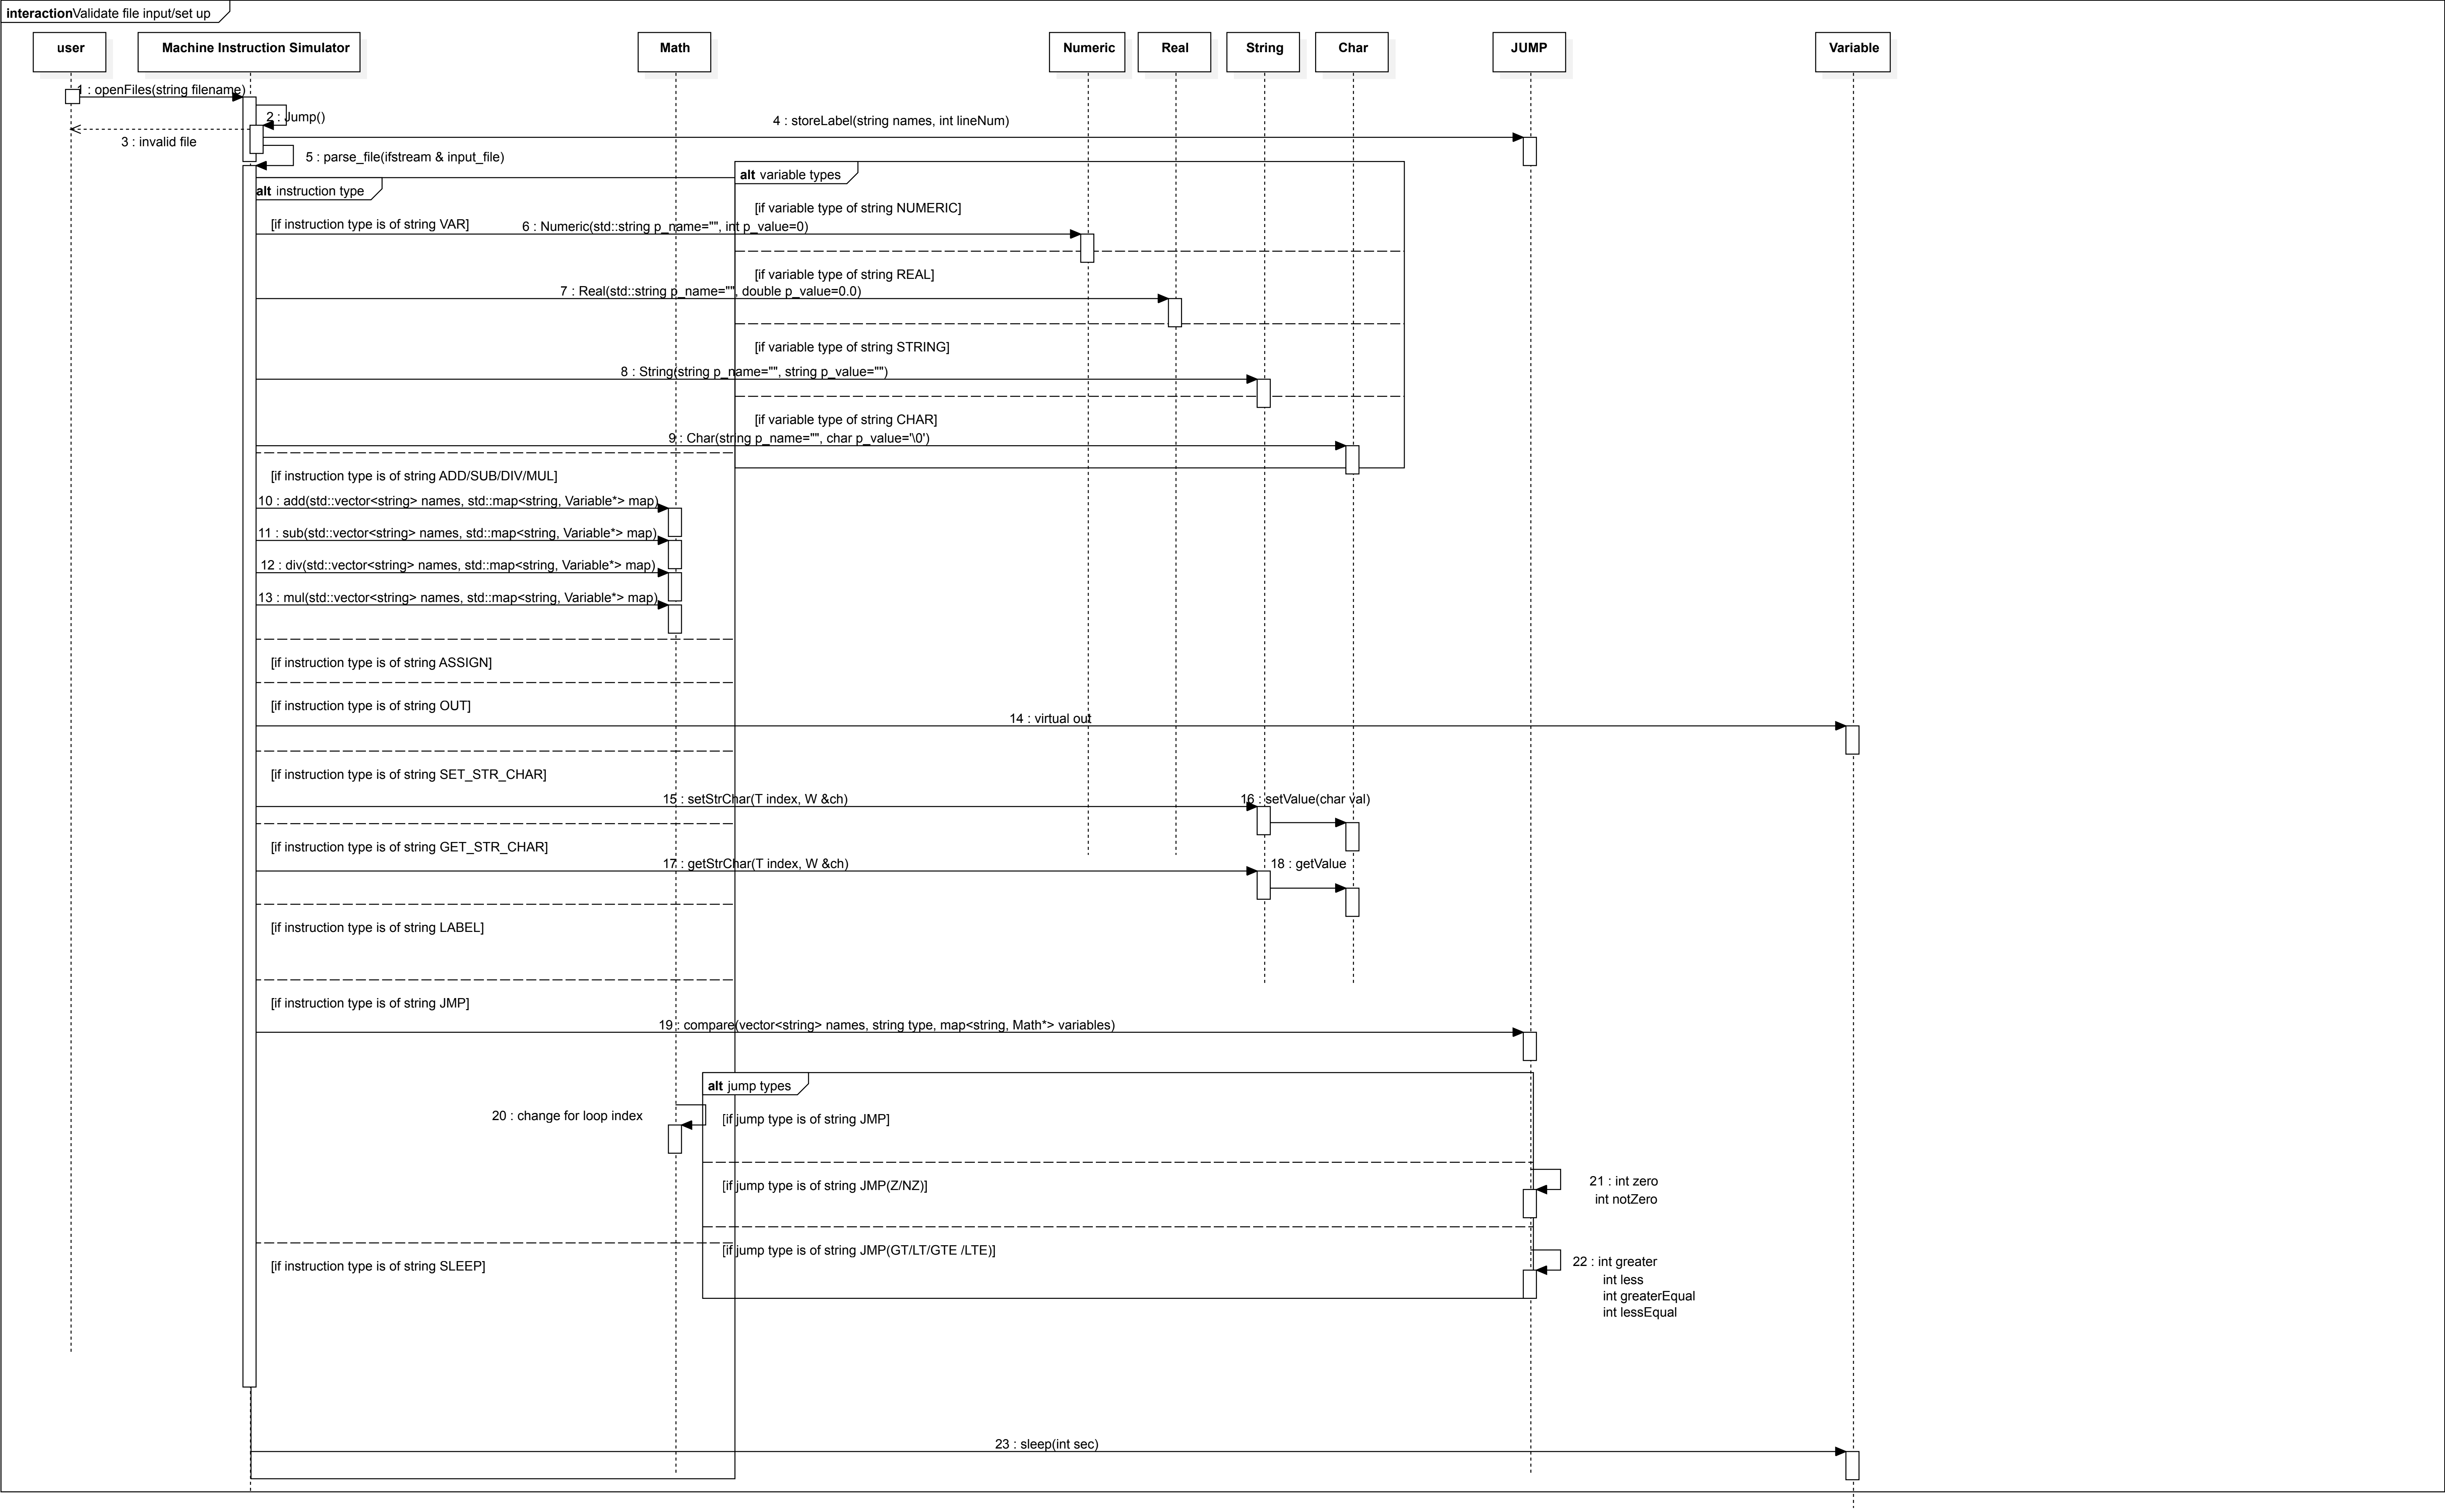 interactionValidate file input/set up
user
Machine Instruction Simulator
Math
Numeric
Real
String
Char
JUMP
Variable
1 : openFiles(string filename)
2 : Jump()
3 : invalid file
4 : storeLabel(string names, int lineNum)
5 : parse_file(ifstream & input_file)
alt variable types
alt instruction type
[if variable type of string NUMERIC]
[if instruction type is of string VAR]
6 : Numeric(std::string p_name="", int p_value=0)
[if variable type of string REAL]
7 : Real(std::string p_name="", double p_value=0.0)
[if variable type of string STRING]
8 : String(string p_name="", string p_value="")
[if variable type of string CHAR]
9 : Char(string p_name="", char p_value='\0')
[if instruction type is of string ADD/SUB/DIV/MUL]
10 : add(std::vector<string> names, std::map<string, Variable*> map)
11 : sub(std::vector<string> names, std::map<string, Variable*> map)
12 : div(std::vector<string> names, std::map<string, Variable*> map)
13 : mul(std::vector<string> names, std::map<string, Variable*> map)
[if instruction type is of string ASSIGN]
[if instruction type is of string OUT]
14 : virtual out
[if instruction type is of string SET_STR_CHAR]
15 : setStrChar(T index, W &ch)
16 : setValue(char val)
[if instruction type is of string GET_STR_CHAR]
17 : getStrChar(T index, W &ch)
18 : getValue
[if instruction type is of string LABEL]
[if instruction type is of string JMP]
19 : compare(vector<string> names, string type, map<string, Math*> variables)
alt jump types
20 : change for loop index
[if jump type is of string JMP]
21 : int zero
int notZero
[if jump type is of string JMP(Z/NZ)]
[if jump type is of string JMP(GT/LT/GTE /LTE)]
[if instruction type is of string SLEEP]
22 : int greater
int less
int greaterEqual
int lessEqual
23 : sleep(int sec)